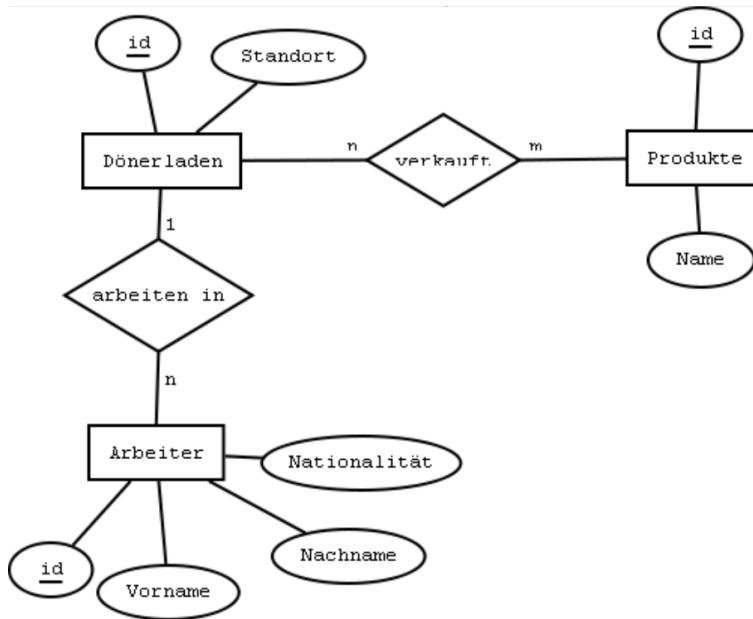 id
Standort
id
Dönerladen
n
verkauft
m
Produkte
1
Name
arbeiten in
n
Arbeiter
Nationalität
Nachname
id
Vorname